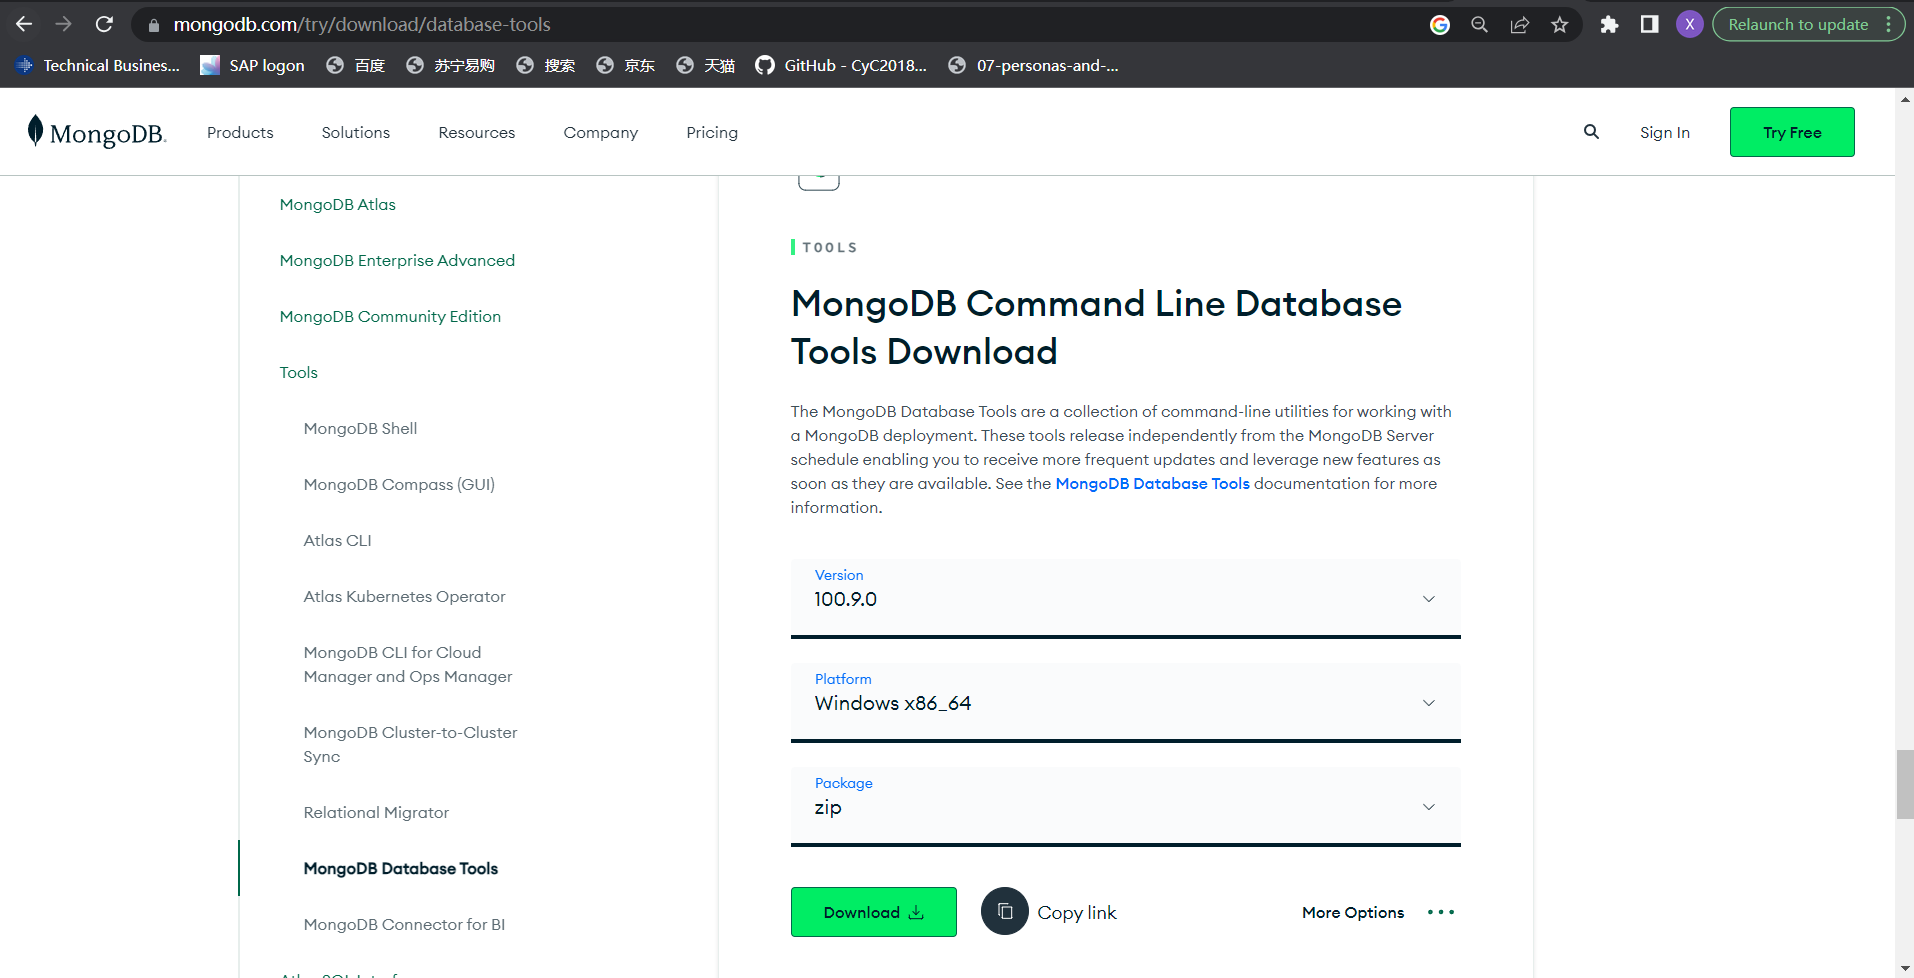 mongodb.com/try/download/database-tools
X
Relaunch to update
Technical Busines...
SAP logon
百度
苏宁易购
搜索
京东
天猫
GitHub - CyC2018...
07-personas-and-...
MongoDB.
Products
Solutions
Resources
Company
Pricing
Sign In
Try Free
MongoDB Atlas
MongoDB Enterprise Advanced
MongoDB Community Edition
Tools
MongoDB Shell
MongoDB Compass (GUI)
Atlas CLI
Atlas Kubernetes Operator
MongoDB CLI for Cloud
Manager and Ops Manager
MongoDB Cluster-to-Cluster
Sync
Relational Migrator
MongoDB Database Tools
MongoDB Connector for BI
TOOLS
MongoDB Command Line Database
Tools Download
The MongoDB Database Tools are a collection of command-line utilities for working with
a MongoDB deployment. These tools release independently from the MongoDB Server
schedule enabling you to receive more frequent updates and leverage new features as
soon as they are available. See the MongoDB Database Tools documentation for more
information.
Version
100.9.0
Platform
Windows x86_64
Package
zip
Download
Copy link
More Options